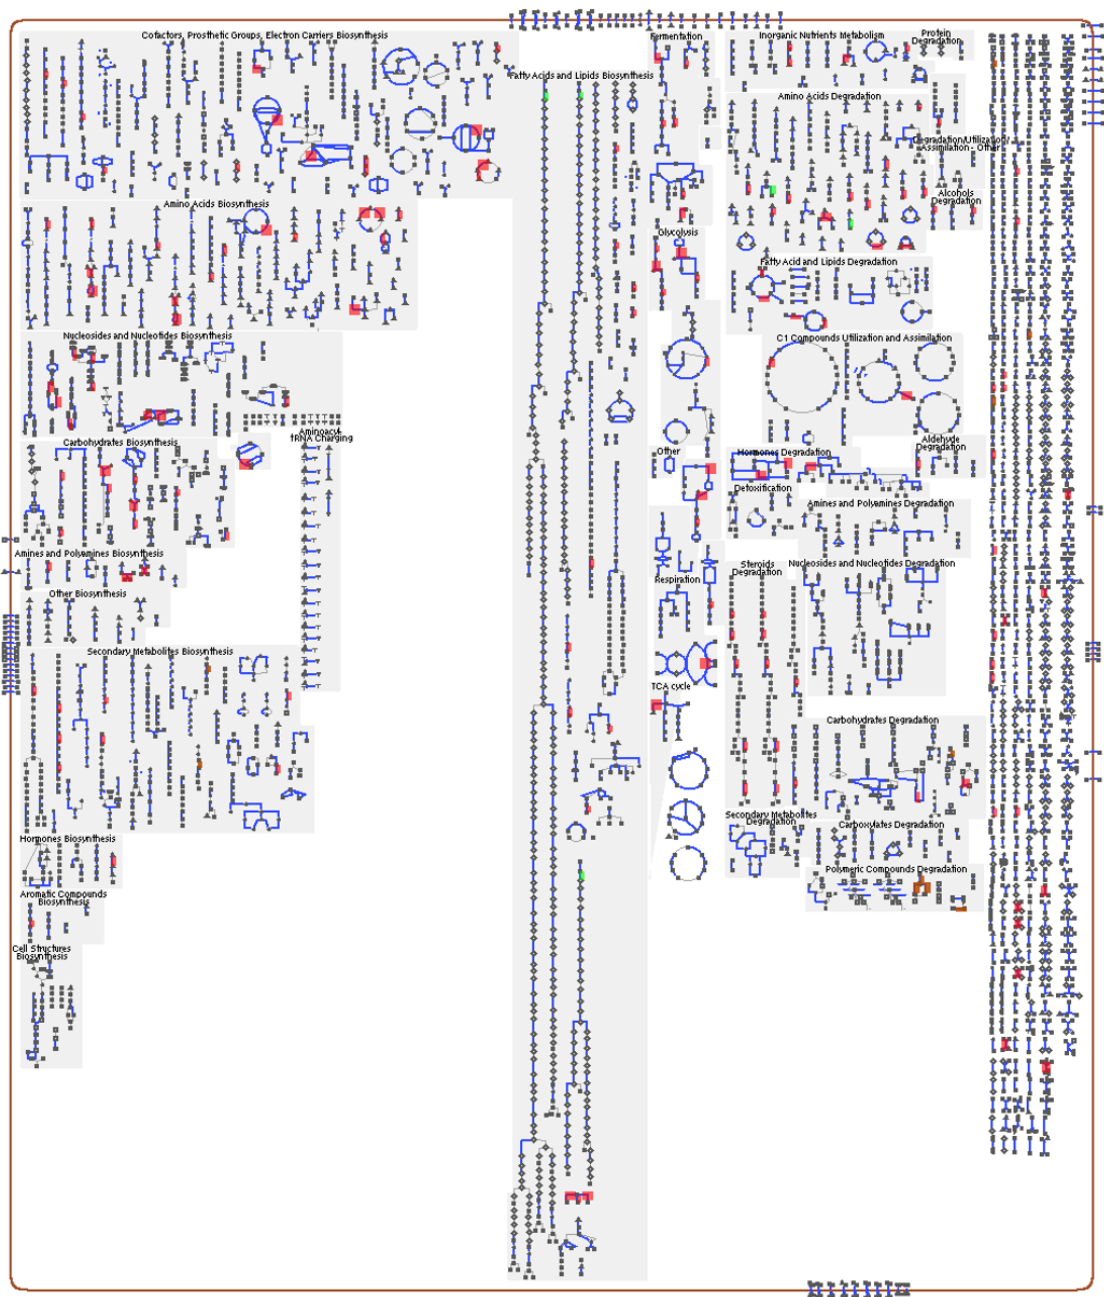 Cofactors, Prosthetic Groups, Electron Carriers Biosynthesis
Fermentation
Inorganic Nutrients Metabolism
Protein
Degradation
Fatty Acids and Lipids Biosynthesis
Amino Acids Degradation
Degradation/Utilization/
Assimilation - Other
Alcohols
Degradation
Amino Acids Biosynthesis
Glycolysis
Fatty Acid and Lipids Degradation
Nucleosides and Nucleotides Biosynthesis
C1 Compounds Utilization and Assimilation
Aminoacyl-
tRNA Charging
Carbohydrates Biosynthesis
Aldehyde
Degradation
Other
Hormones Degradation
Detoxification
Amines and Polyamines Degradation
Amines and Polyamines Biosynthesis
Steroids
Degradation
Nucleosides and Nucleotides Degradation
Respiration
Other Biosynthesis
Secondary Metabolites Biosynthesis
TCA cycle
Carbohydrates Degradation
Secondary Metabolites
Degradation
Carboxylates Degradation
Hormones Biosynthesis
Polymeric Compounds Degradation
Aromatic Compounds
Biosynthesis
Cell Structures
Biosynthesis